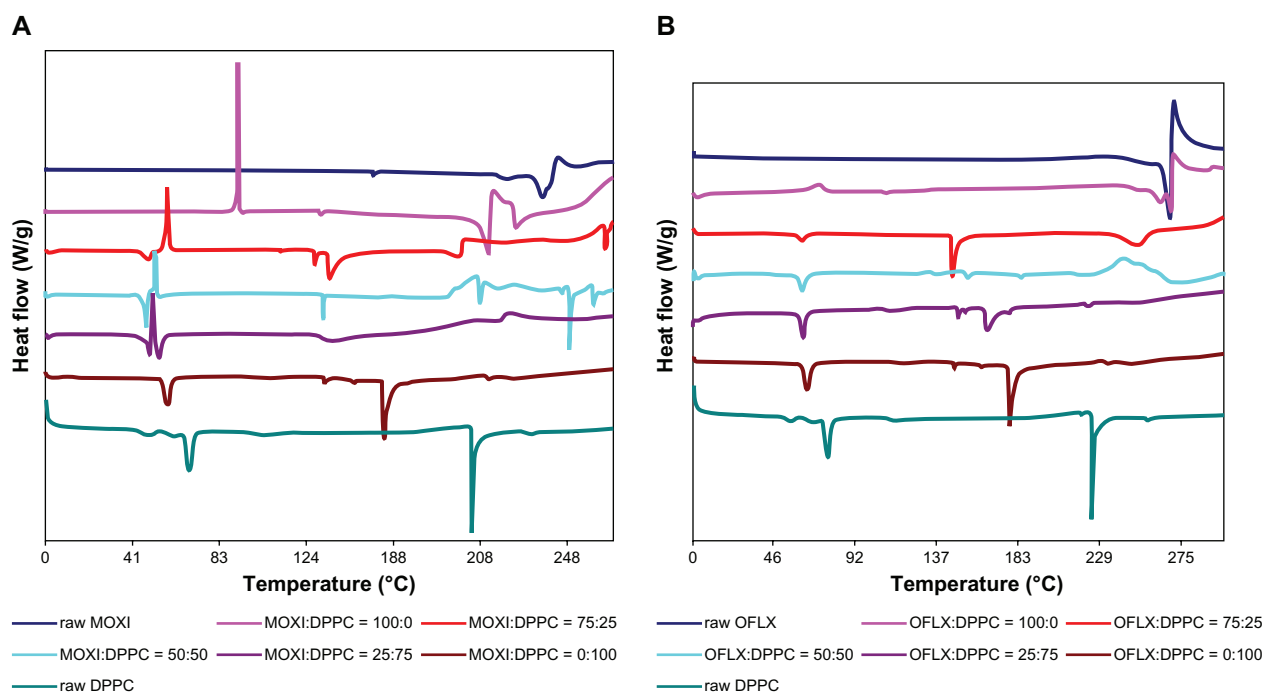 A
Heat flow (W/g)
0 41 83 124 188 208 248
Temperature (°C)
raw MOXI MOXI:DPPC = 100:0 MOXI:DPPC = 75:25
MOXI:DPPC = 50:50 MOXI:DPPC = 25:75 MOXI:DPPC = 0:100
raw DPPC
B
Heat flow (W/g)
0 46 92 137 183 229 275
Temperature (°C)
raw OFLX OFLX:DPPC = 100:0 OFLX:DPPC = 75:25
OFLX:DPPC = 50:50 OFLX:DPPC = 25:75 OFLX:DPPC = 0:100
raw DPPC